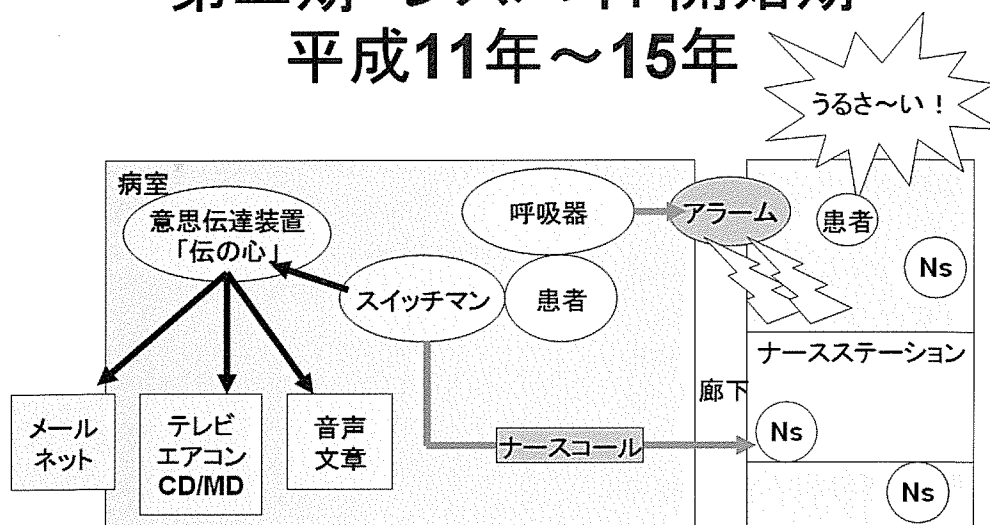 平成11年～15年
うるさ～い！
病室
意思伝達装置
「伝の心」
呼吸器
アラーム
患者
Ns
スイッチマン
患者
ナースステーション
廊下
メール
ネット
テレビ
エアコン
CD/MD
音声
文章
ナースコール
Ns
Ns